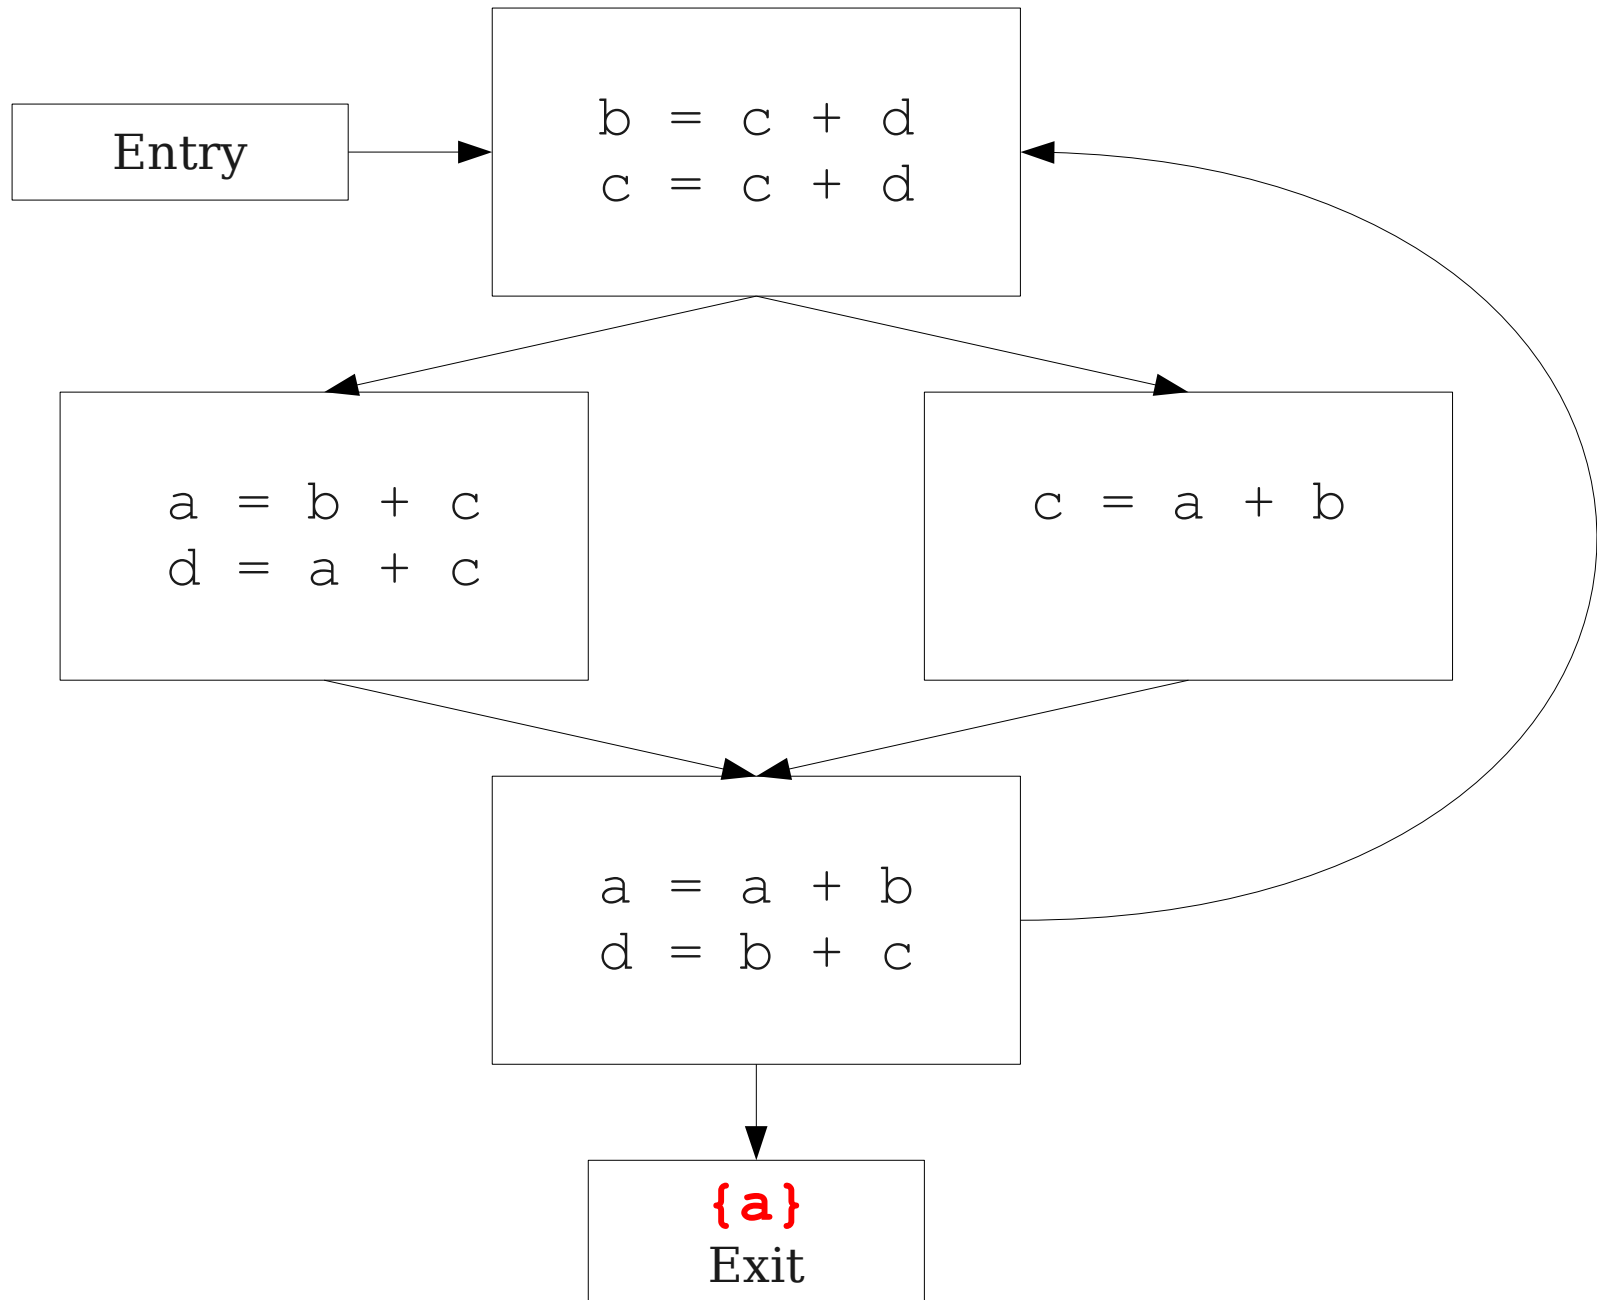 Entry
b = c + d
c = c + d
a = b + c
d = a + c
c = a + b
a = a + b
d = b + c
{a}
Exit